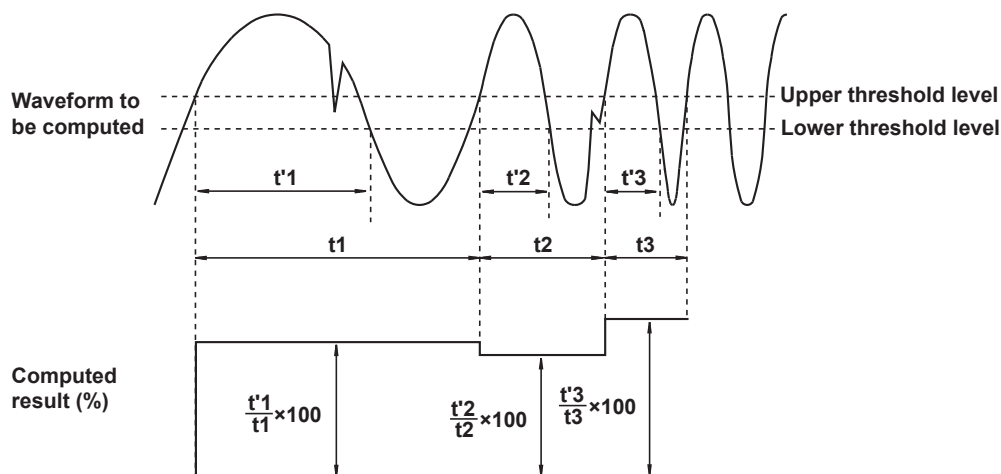 Waveform to
be computed
Upper threshold level
Lower threshold level
t'1
t'2
t'3
t1
t2
t3
Computed
result (%)
t'1
t1
×100
t'2
t2
×100
t'3
t3
×100